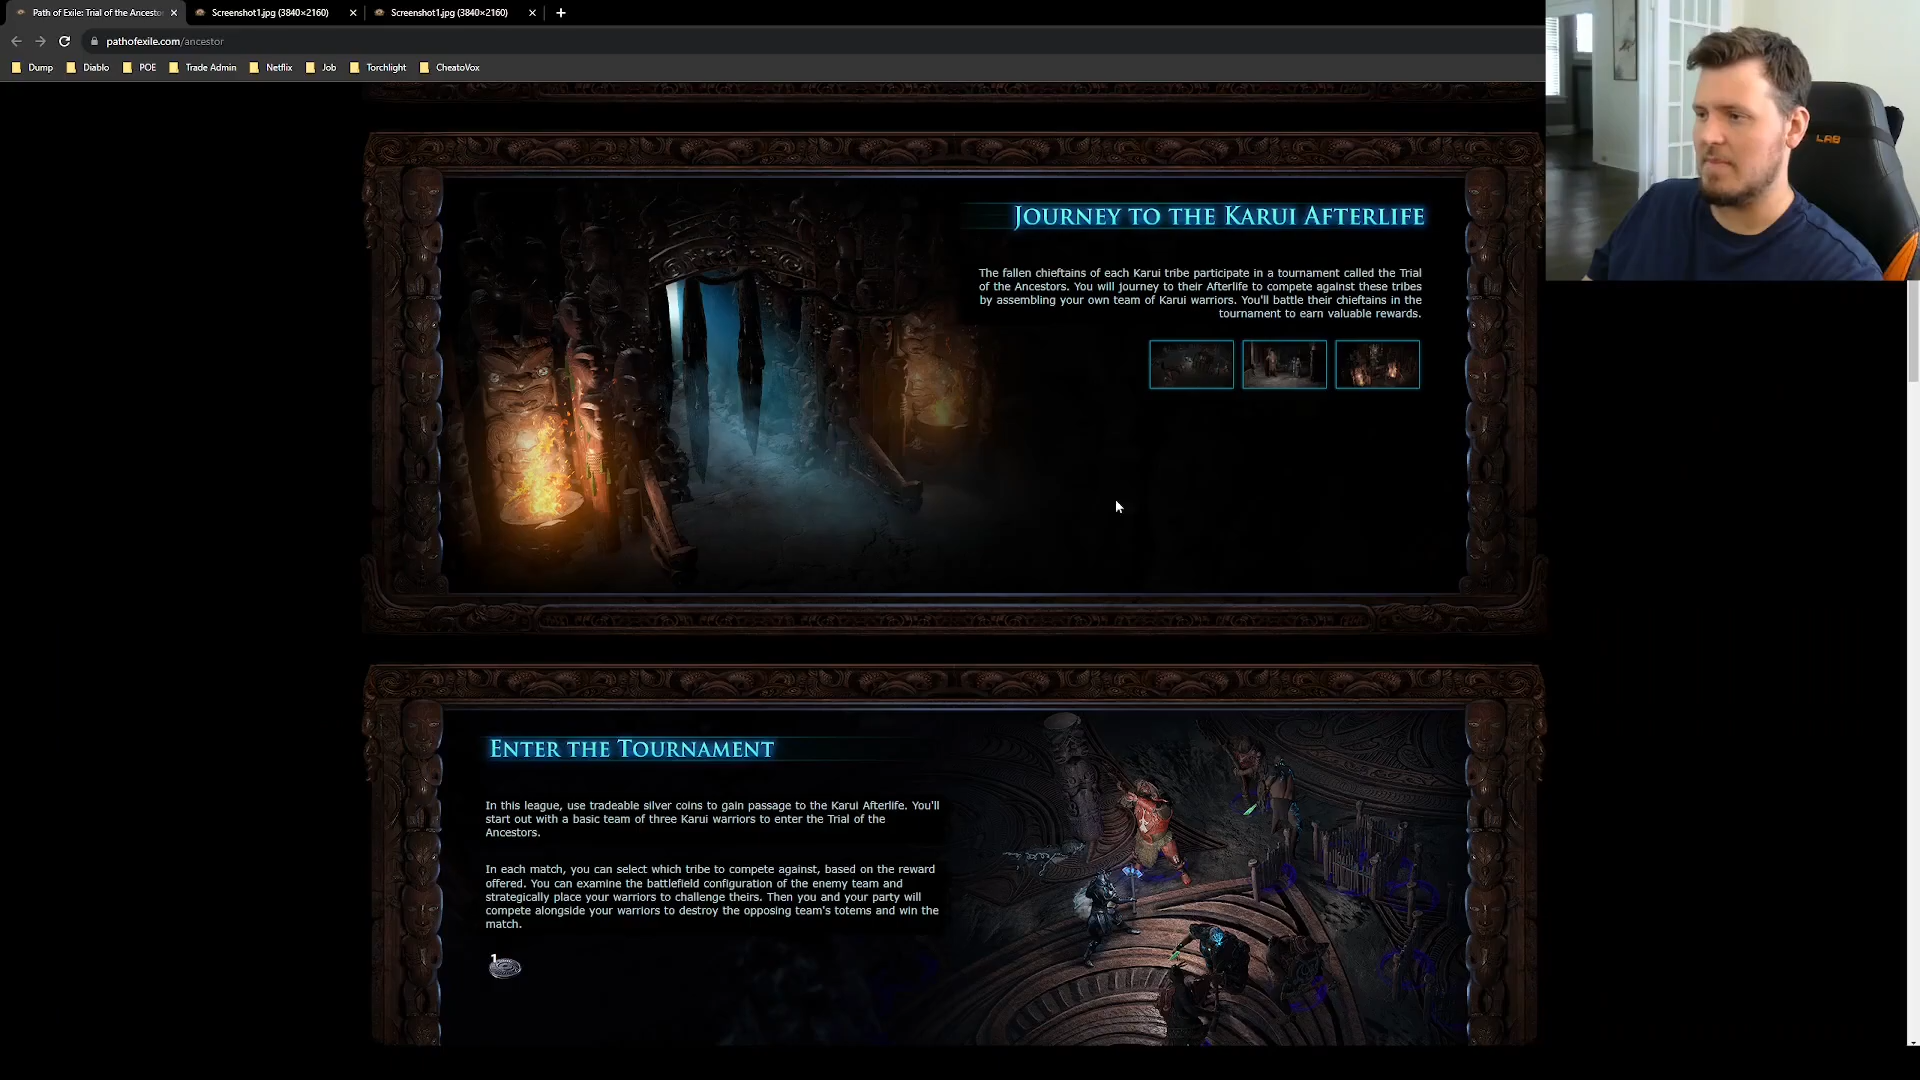 Path of Exile: Trial of the Ancestor
Screenshot1.jpg (3840×2160)
Screenshot1.jpg (3840×2160)
pathofexile.com/ancestor
Dump
Diablo
POE
Trade Admin
Netflix
Job
Torchlight
CheatoVox
LAB
JOURNEY TO THE KARUI AFTERLIFE
The fallen chieftains of each Karui tribe participate in a tournament called the Trial
of the Ancestors. You will journey to their Afterlife to compete against these tribes
by assembling your own team of Karui warriors. You'll battle their chieftains in the
tournament to earn valuable rewards.
ENTER THE TOURNAMENT
In this league, use tradeable silver coins to gain passage to the Karui Afterlife. You'll
start out with a basic team of three Karui warriors to enter the Trial of the
Ancestors.
In each match, you can select which tribe to compete against, based on the reward
offered. You can examine the battlefield configuration of the enemy team and
strategically place your warriors to challenge theirs. Then you and your party will
compete alongside your warriors to destroy the opposing team's totems and win the
match.
1